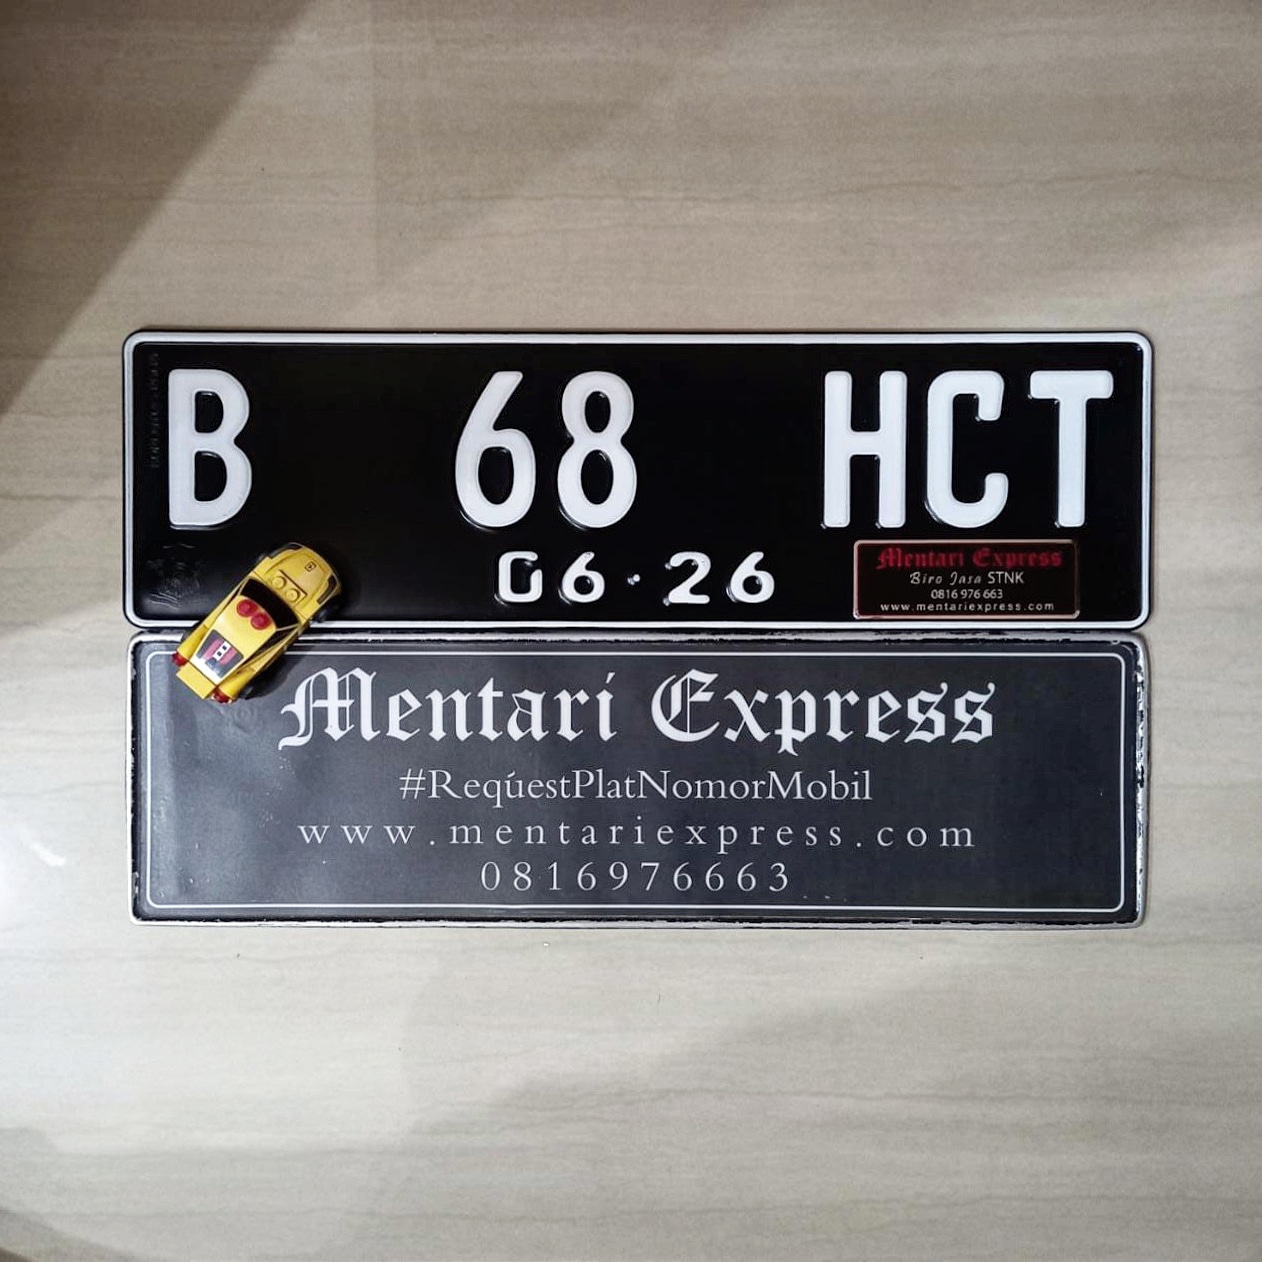 B 68 HCT
06·26
Mentari Express
Biro Jasa STNK
0816 976 663
www.mentariexpress.com
Mentari Express
#RequestPlatNomorMobil
www.mentariexpress.com
0816976663